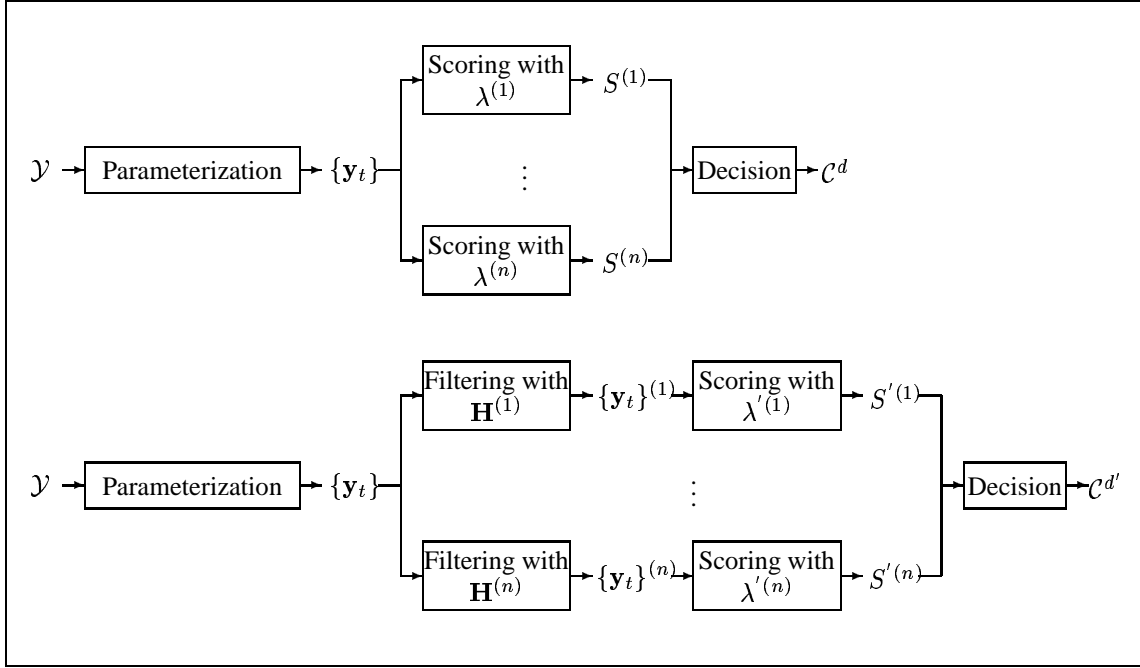 Scoring with
λ^(1)
S^(1)
𝒴
Parameterization
{y_t}
⋮
Decision
𝒞^d
Scoring with
λ^(n)
S^(n)
Filtering with
H^(1)
{y_t}^(1)
Scoring with
λ^'(1)
S^'(1)
𝒴
Parameterization
{y_t}
⋮
Decision
𝒞^d'
Filtering with
H^(n)
{y_t}^(n)
Scoring with
λ^'(n)
S^'(n)